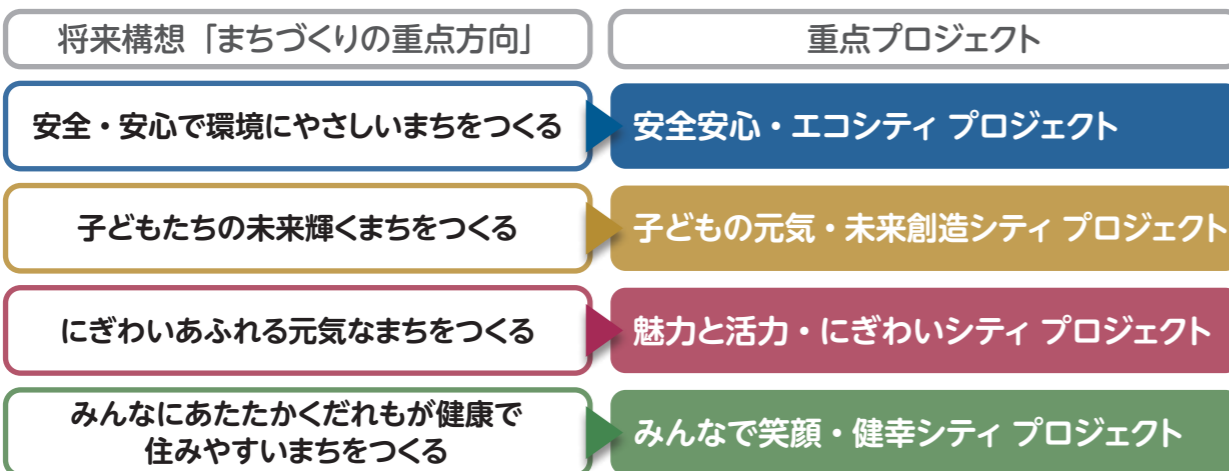 将来構想「まちづくりの重点方向」
重点プロジェクト
安全・安心で環境にやさしいまちをつくる
安全安心・エコシティ プロジェクト
子どもたちの未来輝くまちをつくる
子どもの元気・未来創造シティ プロジェクト
にぎわいあふれる元気なまちをつくる
魅力と活力・にぎわいシティ プロジェクト
みんなにあたたかくだれもが健康で
住みやすいまちをつくる
みんなで笑顔・健幸シティ プロジェクト